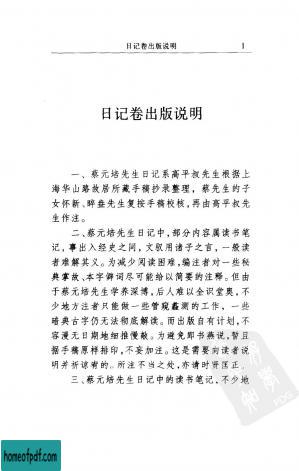 日记卷出版说明 1
日记卷出版说明
一、蔡元培先生日记系高平叔先生根据上
海华山路故居所藏手稿抄录整理，蔡先生的子
女怀新、睟盎先生复按手稿校核，再由高平叔先
生作注。
二、蔡元培先生日记中，部分内容属读书笔
记，事出入经史之间，文驭用诸子之言，一般读
者难解其义。为减少阅读困难，编注者对一些秘
典掌故、本字僻词尽可能给以简要的注释。但由
于蔡元培先生学养深博，后人难以全识堂奥，不
少地方注者只能做一些管窥蠡测的工作，一些
暗典古字仍无法彻底解读。而出版自有计划，不
容漫无日期地细推慢敲。为避免郢书燕说，暂且
据手稿原样排印，不妄加注。这是需要向读者说
明并祈谅宥的。所注不当之处，亦请时贤匡正。
三、蔡元培先生日记中的读书笔记，不少地
homeofpdf.com